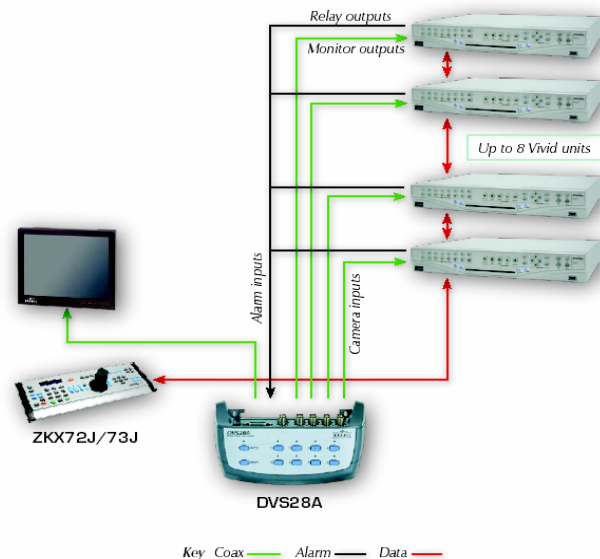 Relay outputs
Monitor outputs
Up to 8 Vivid units
Alarm inputs
Camera inputs
ZKX72J/73J
DVS28A
DVS28A
Key Coax Alarm Data